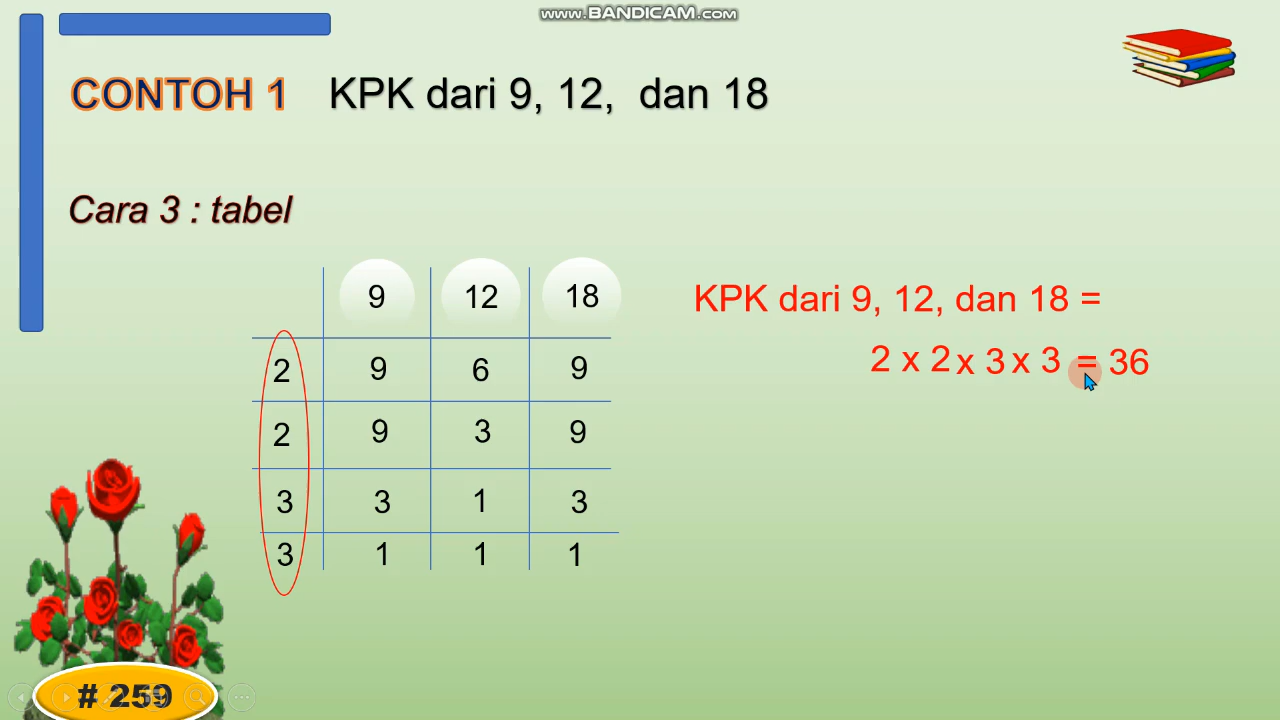 www.BANDICAM.com
CONTOH 1 KPK dari 9, 12, dan 18
Cara 3 : tabel
9 12 18
2 9 6 9
2 9 3 9
3 3 1 3
3 1 1 1
KPK dari 9, 12, dan 18 =
2 x 2 x 3 x 3 = 36
# 259